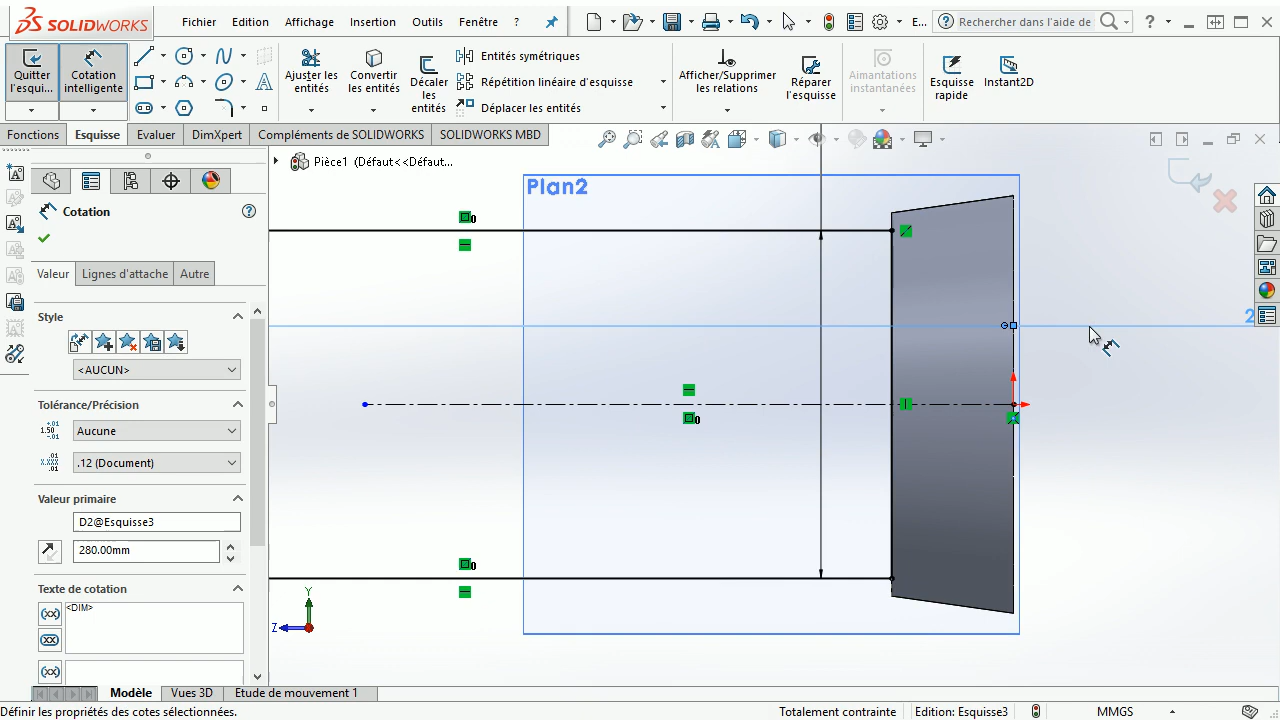 SOLIDWORKS
Fichier Edition Affichage Insertion Outils Fenêtre ?
E...
Rechercher dans l'aide de
Quitter l'esqui...
Cotation intelligente
Ajuster les entités
Convertir les entités
Décaler les entités
Entités symétriques
Répétition linéaire d'esquisse
Déplacer les entités
Afficher/Supprimer les relations
Réparer l'esquisse
Aimantations instantanées
Esquisse rapide
Instant2D
Fonctions Esquisse Evaluer DimXpert Compléments de SOLIDWORKS SOLIDWORKS MBD
Pièce1 (Défaut<<Défaut...
Cotation
Valeur Lignes d'attache Autre
Style
<AUCUN>
Tolérance/Précision
Aucune
.12 (Document)
Valeur primaire
D2@Esquisse3
280.00mm
Texte de cotation
<DIM>
Plan2
0
0
0
2
Y
Z
Modèle Vues 3D Etude de mouvement 1
Définir les propriétés des cotes sélectionnées.
Totalement contrainte
Edition: Esquisse3
MMGS